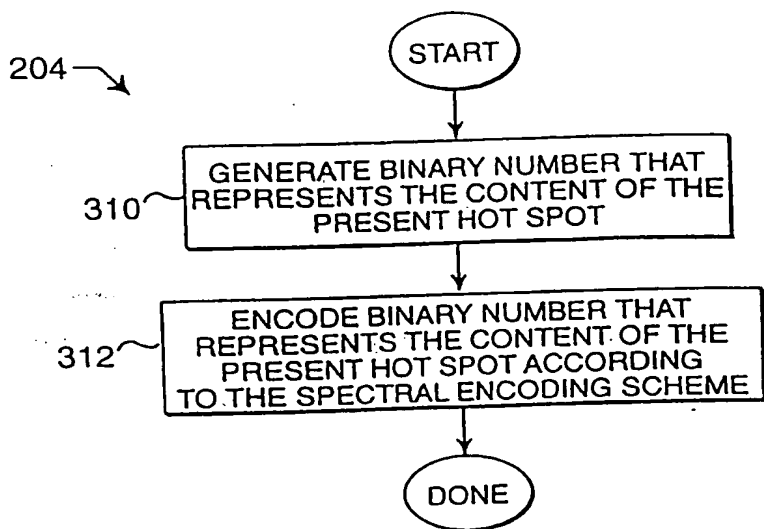 204
START
GENERATE BINARY NUMBER THAT
REPRESENTS THE CONTENT OF THE
PRESENT HOT SPOT
310
ENCODE BINARY NUMBER THAT
REPRESENTS THE CONTENT OF THE
PRESENT HOT SPOT ACCORDING
TO THE SPECTRAL ENCODING SCHEME
312
DONE